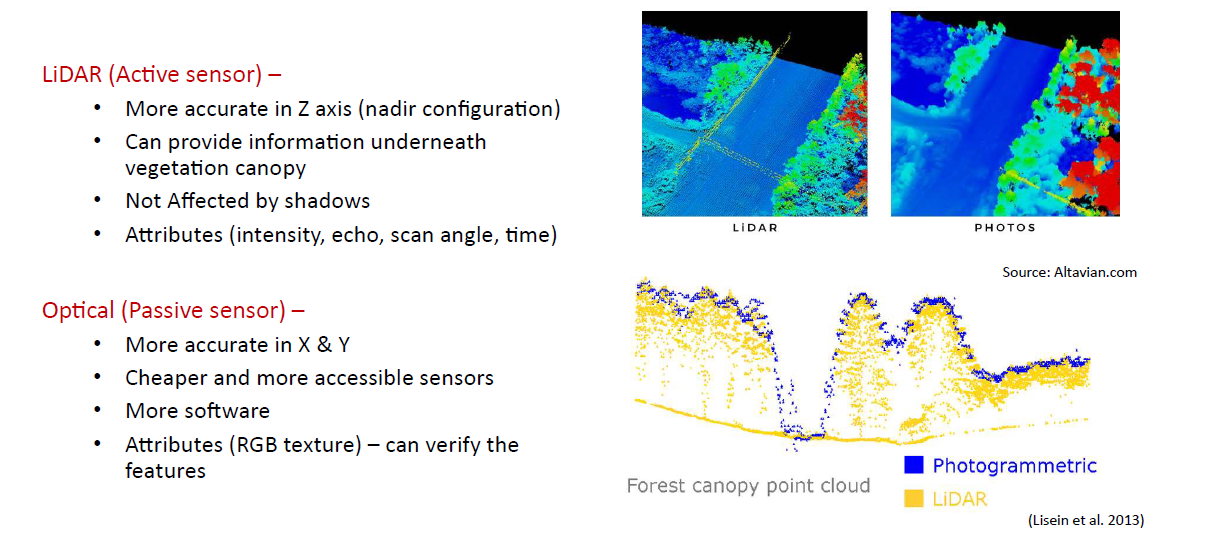 LiDAR (Active sensor) –
• More accurate in Z axis (nadir configuration)
• Can provide information underneath
vegetation canopy
• Not Affected by shadows
• Attributes (intensity, echo, scan angle, time)
Optical (Passive sensor) –
• More accurate in X & Y
• Cheaper and more accessible sensors
• More software
• Attributes (RGB texture) – can verify the
features
LiDAR
PHOTOS
Source: Altavian.com
Photogrammetric
LiDAR
Forest canopy point cloud
(Lisein et al. 2013)